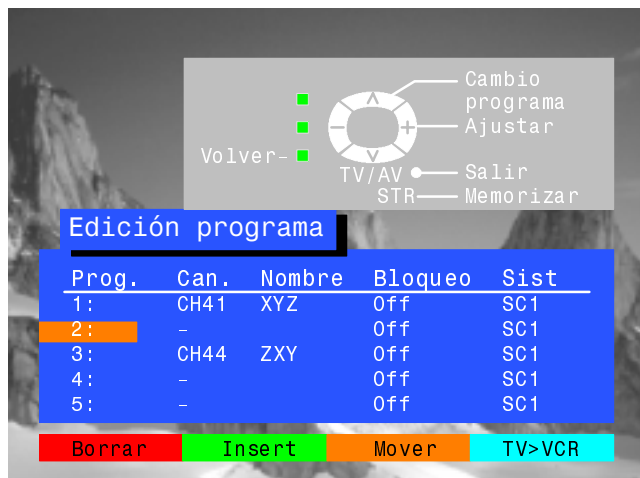 Cambio
programa
Ajustar
Volver-
TV/AV
Salir
STR
Memorizar
Edición programa
Prog. Can. Nombre Bloqueo Sist
1: CH41 XYZ Off SC1
2: - Off SC1
3: CH44 ZXY Off SC1
4: - Off SC1
5: - Off SC1
Borrar Insert Mover TV>VCR